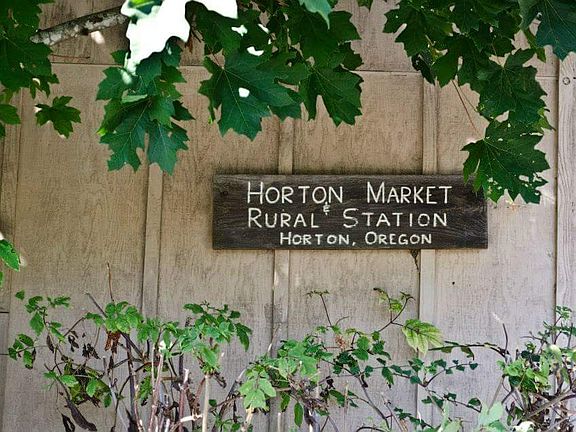 HORTON MARKET
&
RURAL STATION
HORTON, OREGON